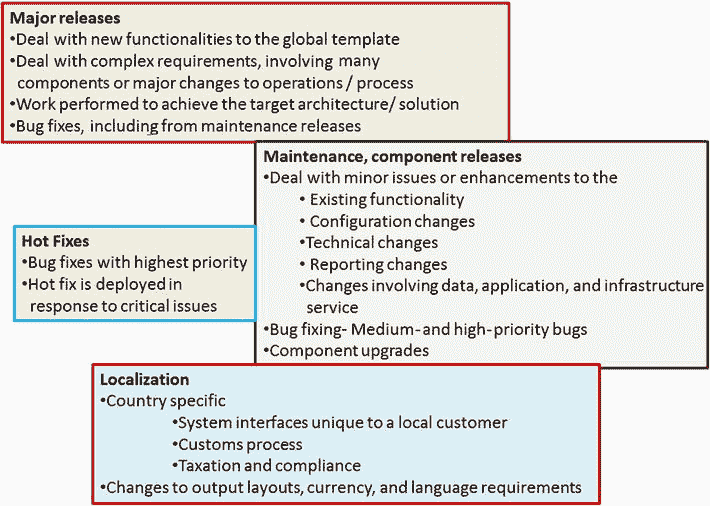 Major releases
•Deal with new functionalities to the global template
•Deal with complex requirements, involving many
components or major changes to operations / process
•Work performed to achieve the target architecture/ solution
•Bug fixes, including from maintenance releases
Maintenance, component releases
•Deal with minor issues or enhancements to the
• Existing functionality
• Configuration changes
•Technical changes
• Reporting changes
•Changes involving data, application, and infrastructure
service
•Bug fixing- Medium-and high-priority bugs
•Component upgrades
Hot Fixes
•Bug fixes with highest priority
•Hot fix is deployed in
response to critical issues
Localization
•Country specific
•System interfaces unique to a local customer
•Customs process
•Taxation and compliance
•Changes to output layouts, currency, and language requirements